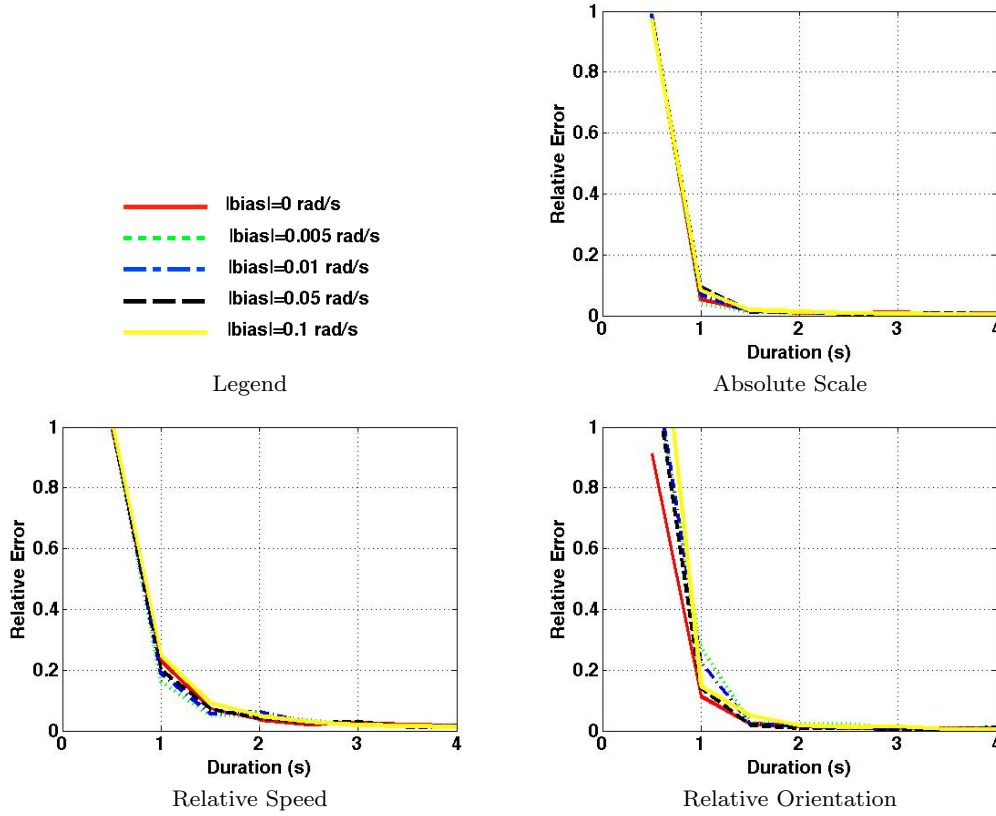 |bias|=0 rad/s
|bias|=0.005 rad/s
|bias|=0.01 rad/s
|bias|=0.05 rad/s
|bias|=0.1 rad/s
Legend
1
0.8
0.6
0.4
0.2
0
0 1 2 3 4
Relative Error
Duration (s)
Absolute Scale
1
0.8
0.6
0.4
0.2
0
0 1 2 3 4
Relative Error
Duration (s)
Relative Speed
1
0.8
0.6
0.4
0.2
0
0 1 2 3 4
Relative Error
Duration (s)
Relative Orientation